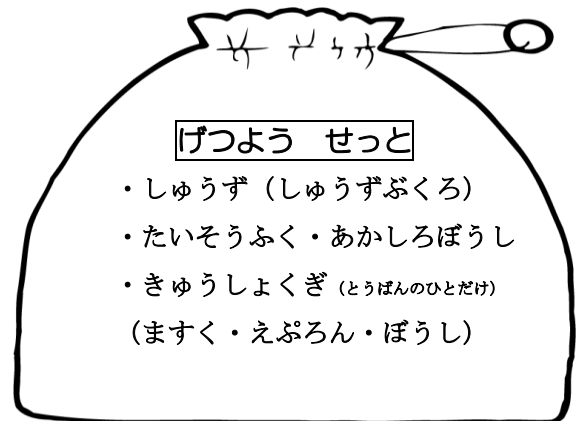 げつよう　せっと
・しゅうず（しゅうずぶくろ）
・たいそうふく・あかしろぼうし
・きゅうしょくぎ（とうばんのひとだけ）
（ますく・えぷろん・ぼうし）